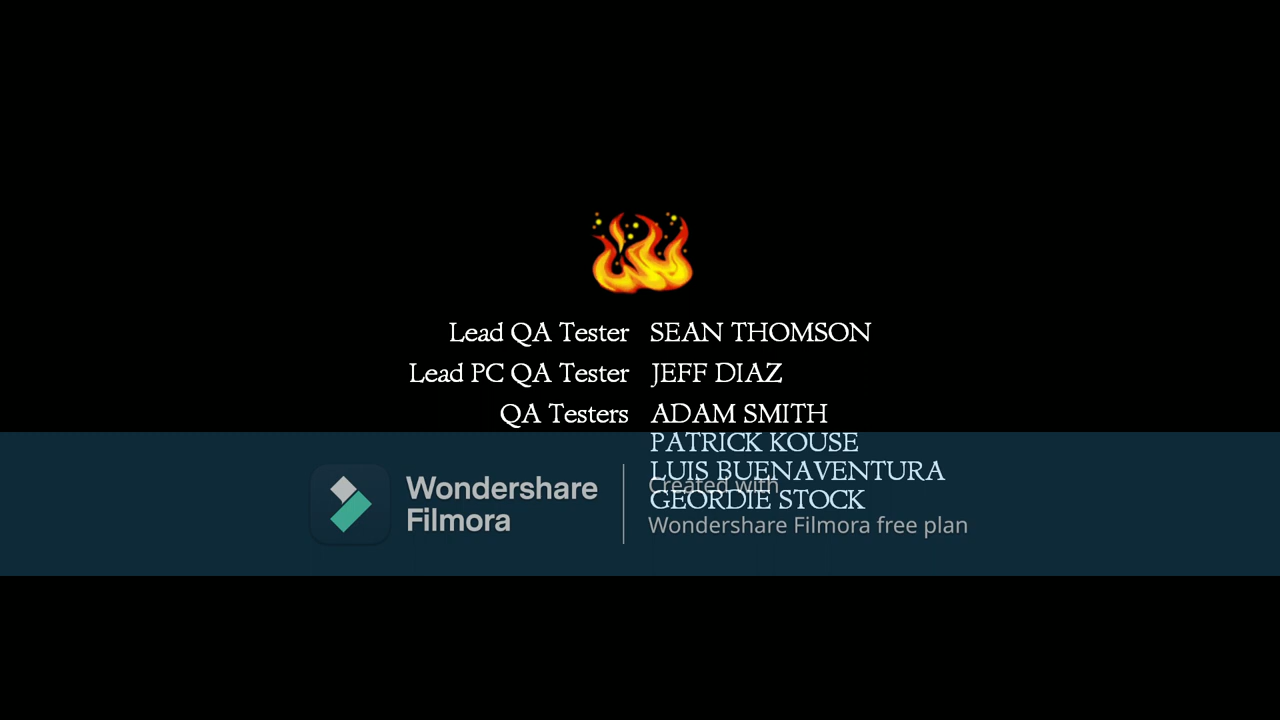 Lead QA Tester SEAN THOMSON
Lead PC QA Tester JEFF DIAZ
QA Testers ADAM SMITH
PATRICK KOUSE
LUIS BUENAVENTURA
GEORDIE STOCK
Wondershare
Filmora
Created with
Wondershare Filmora free plan